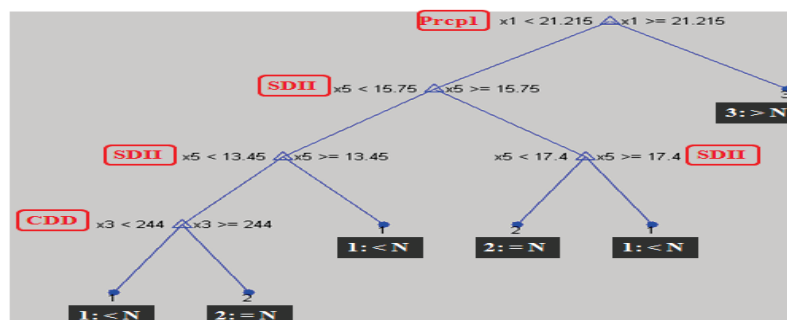 Prcp1 x1 < 21.215 x1 >= 21.215
SDII x5 < 15.75 x5 >= 15.75
3
3: > N
SDII x5 < 13.45 x5 >= 13.45 x5 < 17.4 x5 >= 17.4 SDII
CDD x3 < 244 x3 >= 244
1 2 1
1: < N 2: = N 1: < N
1 2
1: < N 2: = N